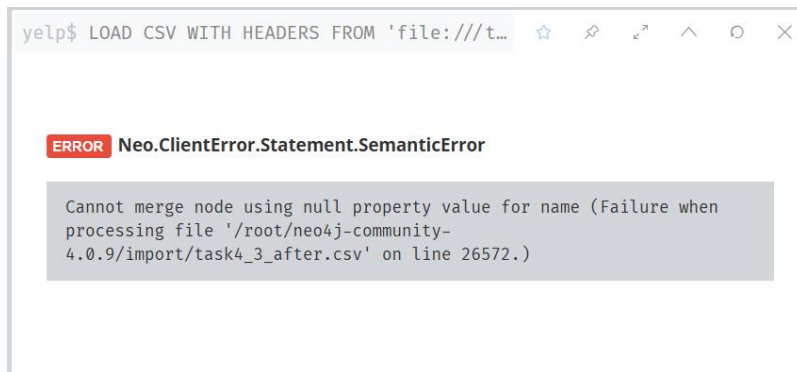 yelp$ LOAD CSV WITH HEADERS FROM 'file:///t…
ERROR Neo.ClientError.Statement.SemanticError
Cannot merge node using null property value for name (Failure when
processing file '/root/neo4j-community-
4.0.9/import/task4_3_after.csv' on line 26572.)